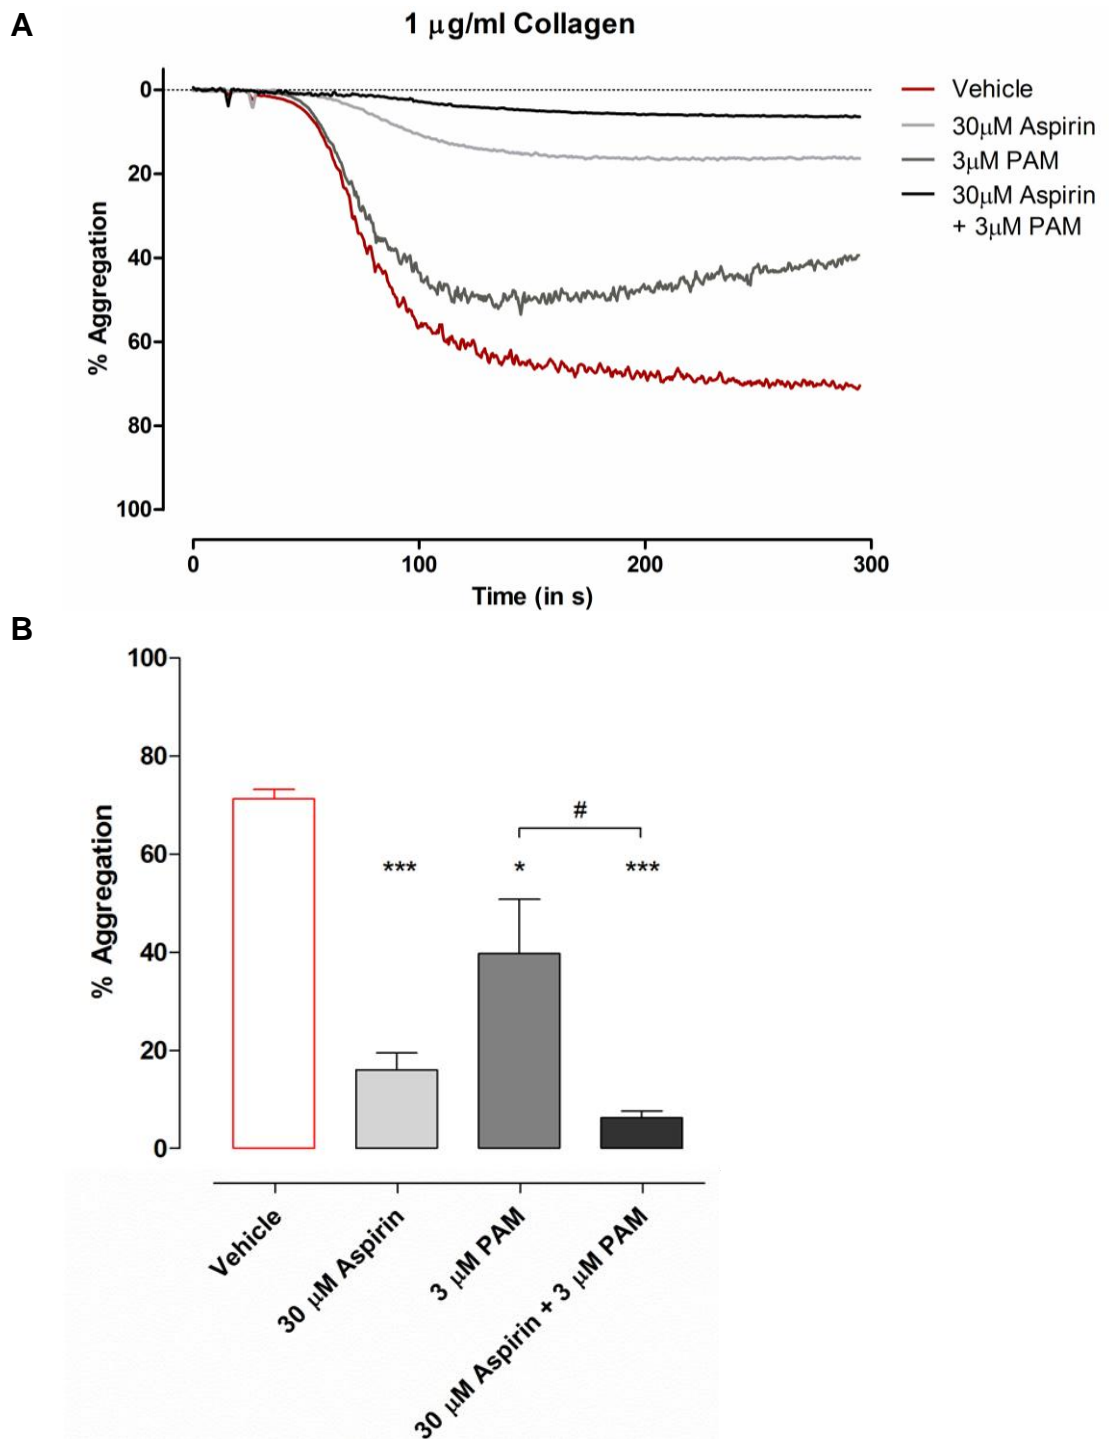 A
1 μg/ml Collagen
0
20
40
60
80
100
% Aggregation
0
100
200
300
Time (in s)
Vehicle
30μM Aspirin
3μM PAM
30μM Aspirin
+ 3μM PAM
B
100
80
60
40
20
0
% Aggregation
#
***
*
***
Vehicle
30 μM Aspirin
3 μM PAM
30 μM Aspirin + 3 μM PAM